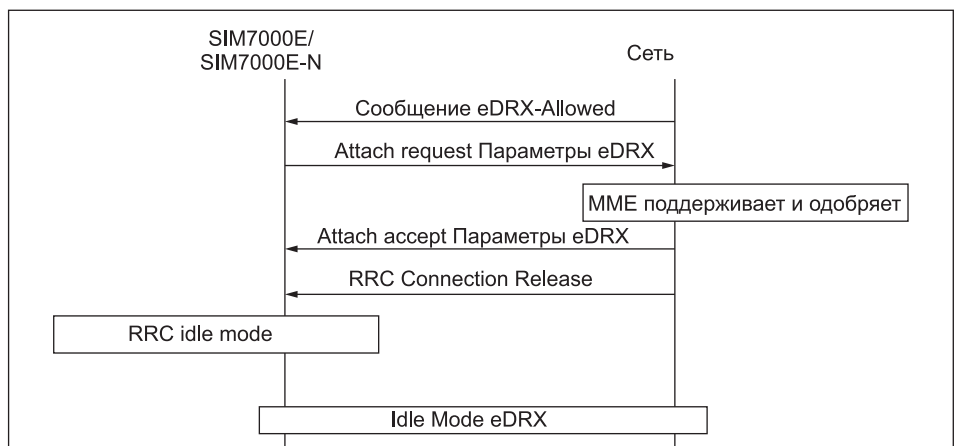 SIM7000E/
SIM7000E-N
Сеть
Сообщение eDRX-Allowed
Attach request Параметры eDRX
MME поддерживает и одобряет
Attach accept Параметры eDRX
RRC Connection Release
RRC idle mode
Idle Mode eDRX